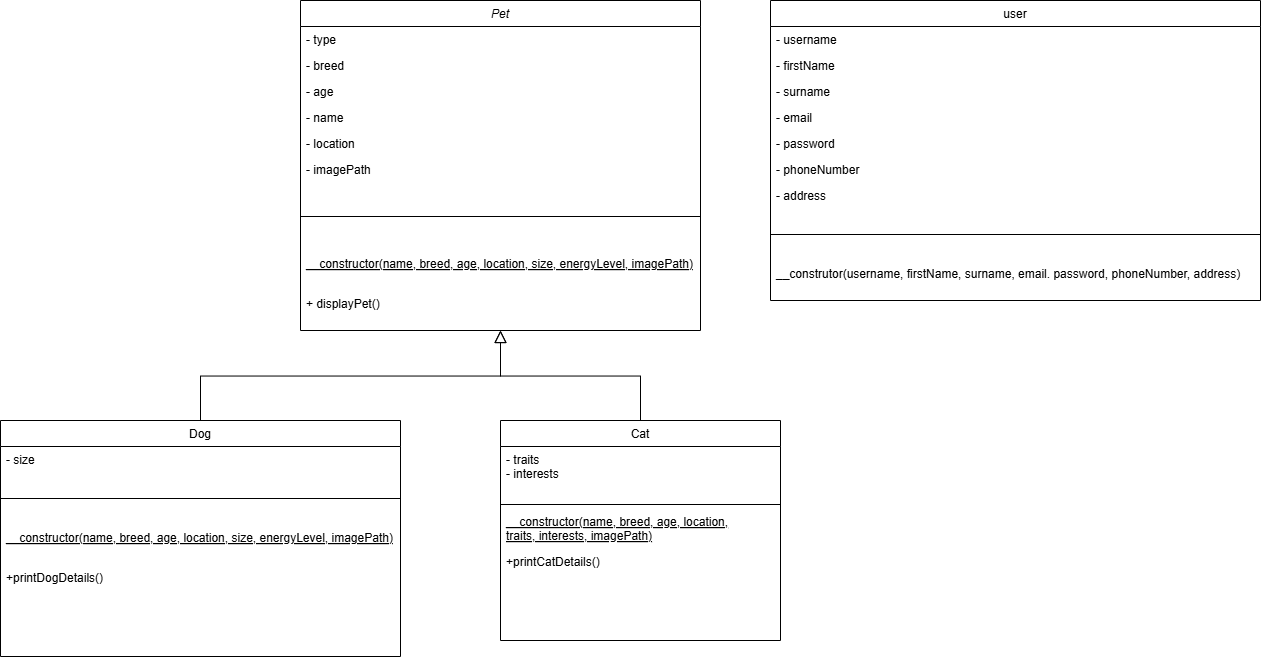 Pet
- type
- breed
- age
- name
- location
- imagePath
__constructor(name, breed, age, location, size, energyLevel, imagePath)
+ displayPet()
user
- username
- firstName
- surname
- email
- password
- phoneNumber
- address
__construtor(username, firstName, surname, email. password, phoneNumber, address)
Dog
- size
__constructor(name, breed, age, location, size, energyLevel, imagePath)
+printDogDetails()
Cat
- traits
- interests
__constructor(name, breed, age, location,
traits, interests, imagePath)
+printCatDetails()